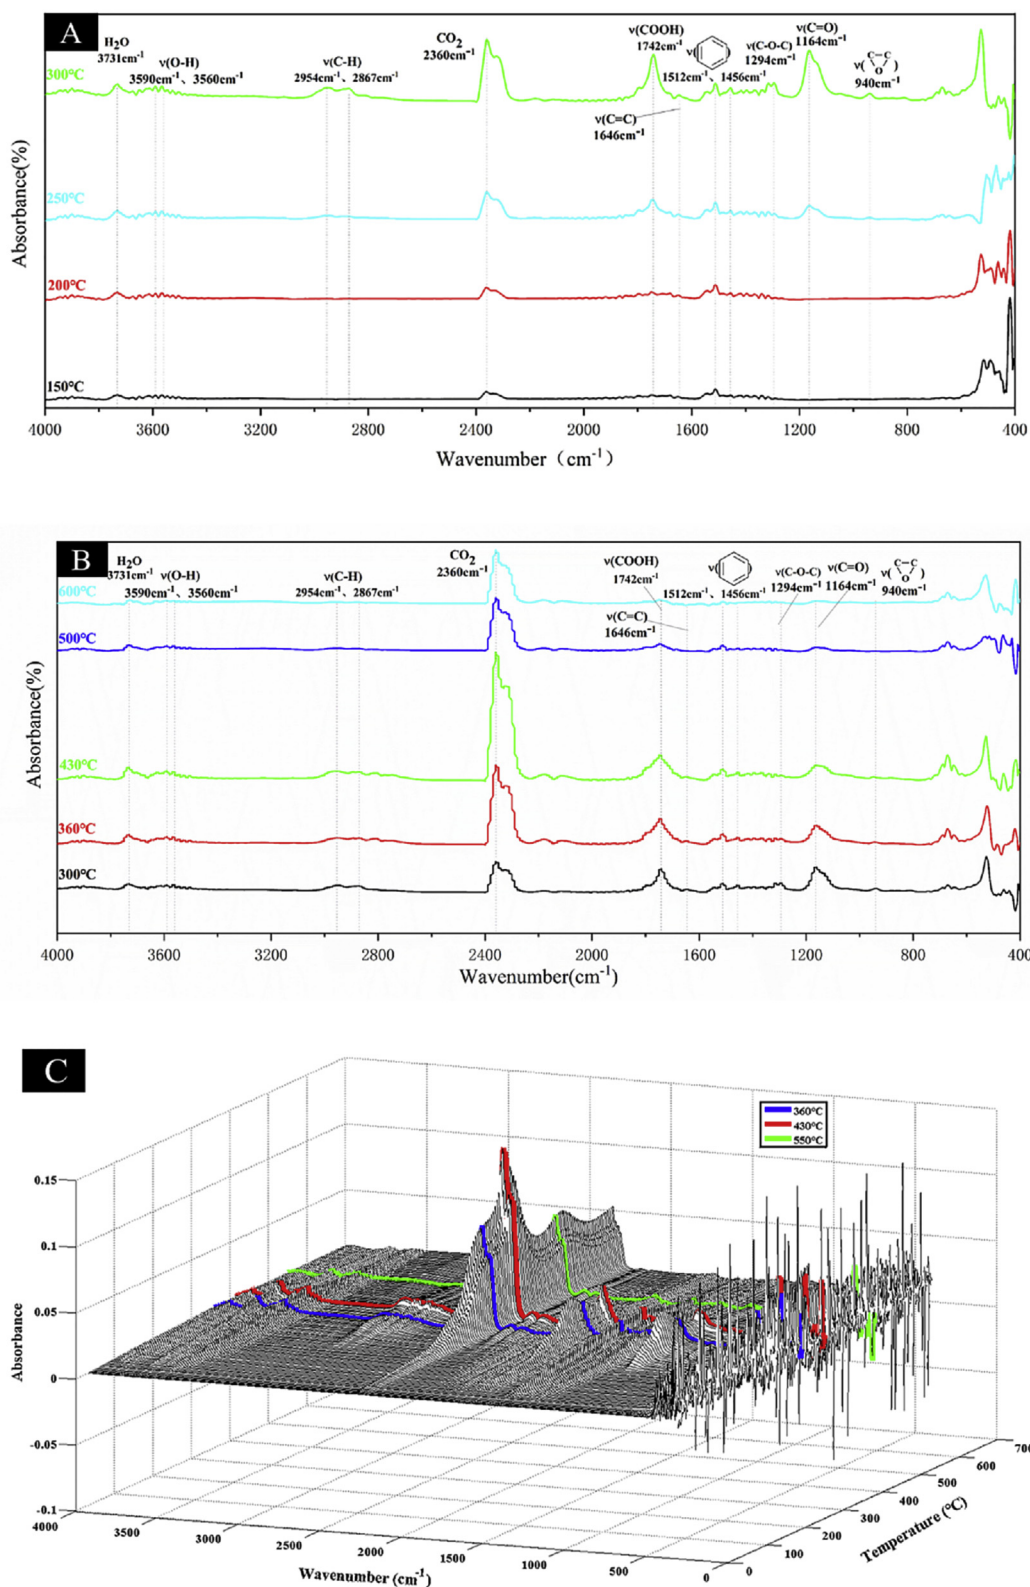 A
H₂O
3731cm⁻¹
ν(O-H)
3590cm⁻¹、3560cm⁻¹
ν(C-H)
2954cm⁻¹、2867cm⁻¹
CO₂
2360cm⁻¹
ν(COOH)
1742cm⁻¹
ν( )
1512cm⁻¹、1456cm⁻¹
ν(C-O-C)
1294cm⁻¹
ν(C=O)
1164cm⁻¹
ν(C-C O)
940cm⁻¹
ν(C=C)
1646cm⁻¹
300°C
250°C
200°C
150°C
Absorbance(%)
4000 3600 3200 2800 2400 2000 1600 1200 800 400
Wavenumber（cm⁻¹）
B
H₂O
3731cm⁻¹
ν(O-H)
3590cm⁻¹、3560cm⁻¹
ν(C-H)
2954cm⁻¹、2867cm⁻¹
CO₂
2360cm⁻¹
ν(COOH)
1742cm⁻¹
ν( )
1512cm⁻¹、1456cm⁻¹
ν(C-O-C)
1294cm⁻¹
ν(C=O)
1164cm⁻¹
ν(C-C O)
940cm⁻¹
ν(C=C)
1646cm⁻¹
600°C
500°C
430°C
360°C
300°C
Absorbance(%)
4000 3600 3200 2800 2400 2000 1600 1200 800 400
Wavenumber(cm⁻¹)
C
360°C
430°C
550°C
0.15
0.1
0.05
0
-0.05
-0.1
Absorbance
4000 3500 3000 2500 2000 1500 1000 500 0
Wavenumber (cm⁻¹)
0 100 200 300 400 500 600 700
Temperature (°C)